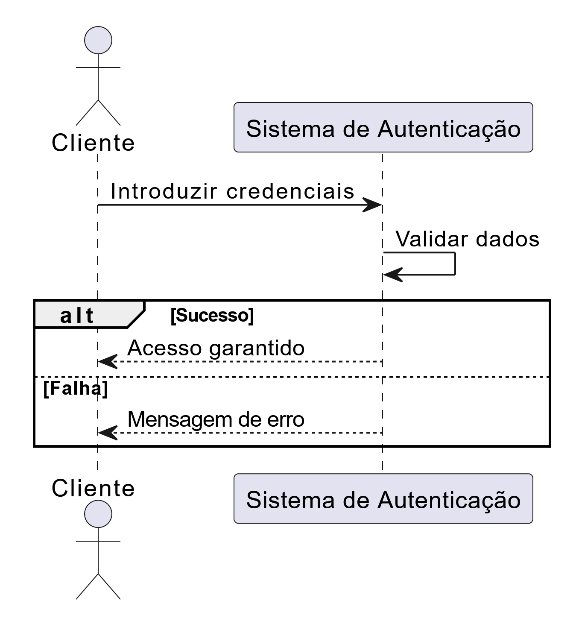 Cliente
Sistema de Autenticação
Introduzir credenciais
Validar dados
alt [Sucesso]
Acesso garantido
[Falha]
Mensagem de erro
Cliente
Sistema de Autenticação